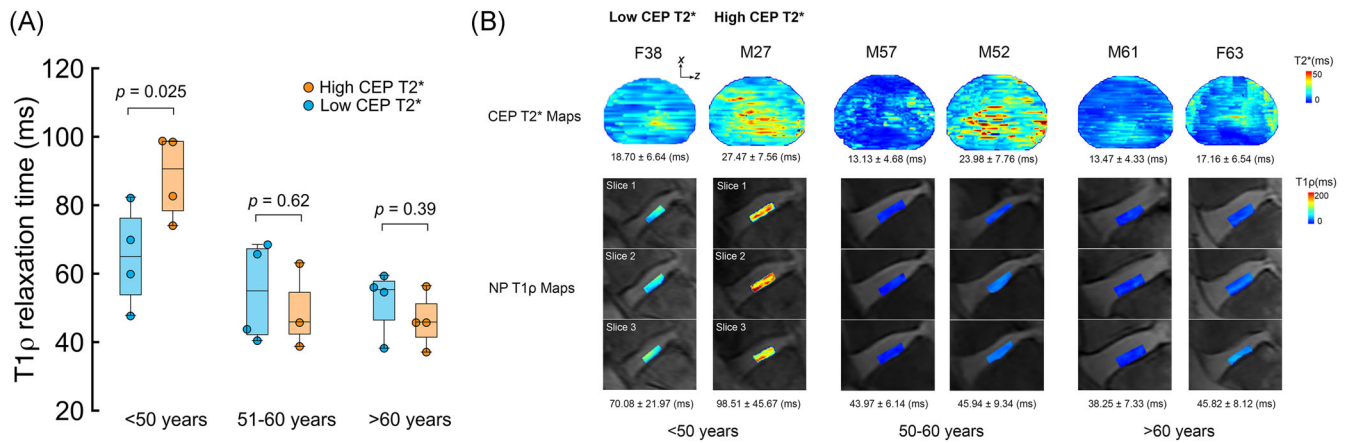 (A)
120
100
80
60
40
20
T1ρ relaxation time (ms)
High CEP T2*
Low CEP T2*
p = 0.025
p = 0.62
p = 0.39
<50 years
51-60 years
>60 years
(B)
Low CEP T2*
High CEP T2*
F38
M27
M57
M52
M61
F63
x
z
T2*(ms)
50
0
CEP T2* Maps
18.70 ± 6.64 (ms)
27.47 ± 7.56 (ms)
13.13 ± 4.68 (ms)
23.98 ± 7.76 (ms)
13.47 ± 4.33 (ms)
17.16 ± 6.54 (ms)
T1ρ(ms)
200
0
Slice 1
Slice 1
Slice 2
Slice 2
NP T1ρ Maps
Slice 3
Slice 3
70.08 ± 21.97 (ms)
98.51 ± 45.67 (ms)
43.97 ± 6.14 (ms)
45.94 ± 9.34 (ms)
38.25 ± 7.33 (ms)
45.82 ± 8.12 (ms)
<50 years
50-60 years
>60 years